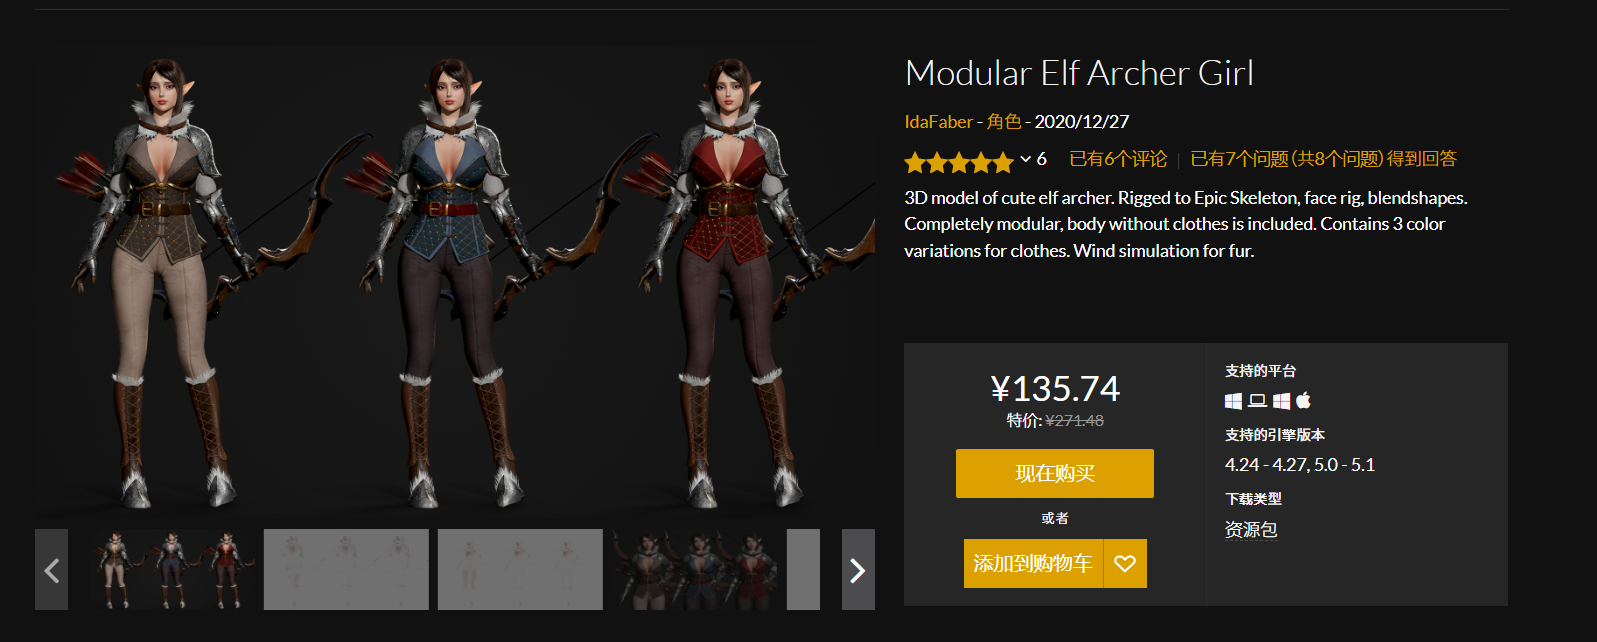 Modular Elf Archer Girl
IdaFaber - 角色 - 2020/12/27
6 已有6个评论 | 已有7个问题 (共8个问题) 得到回答
3D model of cute elf archer. Rigged to Epic Skeleton, face rig, blendshapes.
Completely modular, body without clothes is included. Contains 3 color
variations for clothes. Wind simulation for fur.
¥135.74
特价: ¥271.48
现在购买
或者
添加到购物车
支持的平台
支持的引擎版本
4.24 - 4.27, 5.0 - 5.1
下载类型
资源包